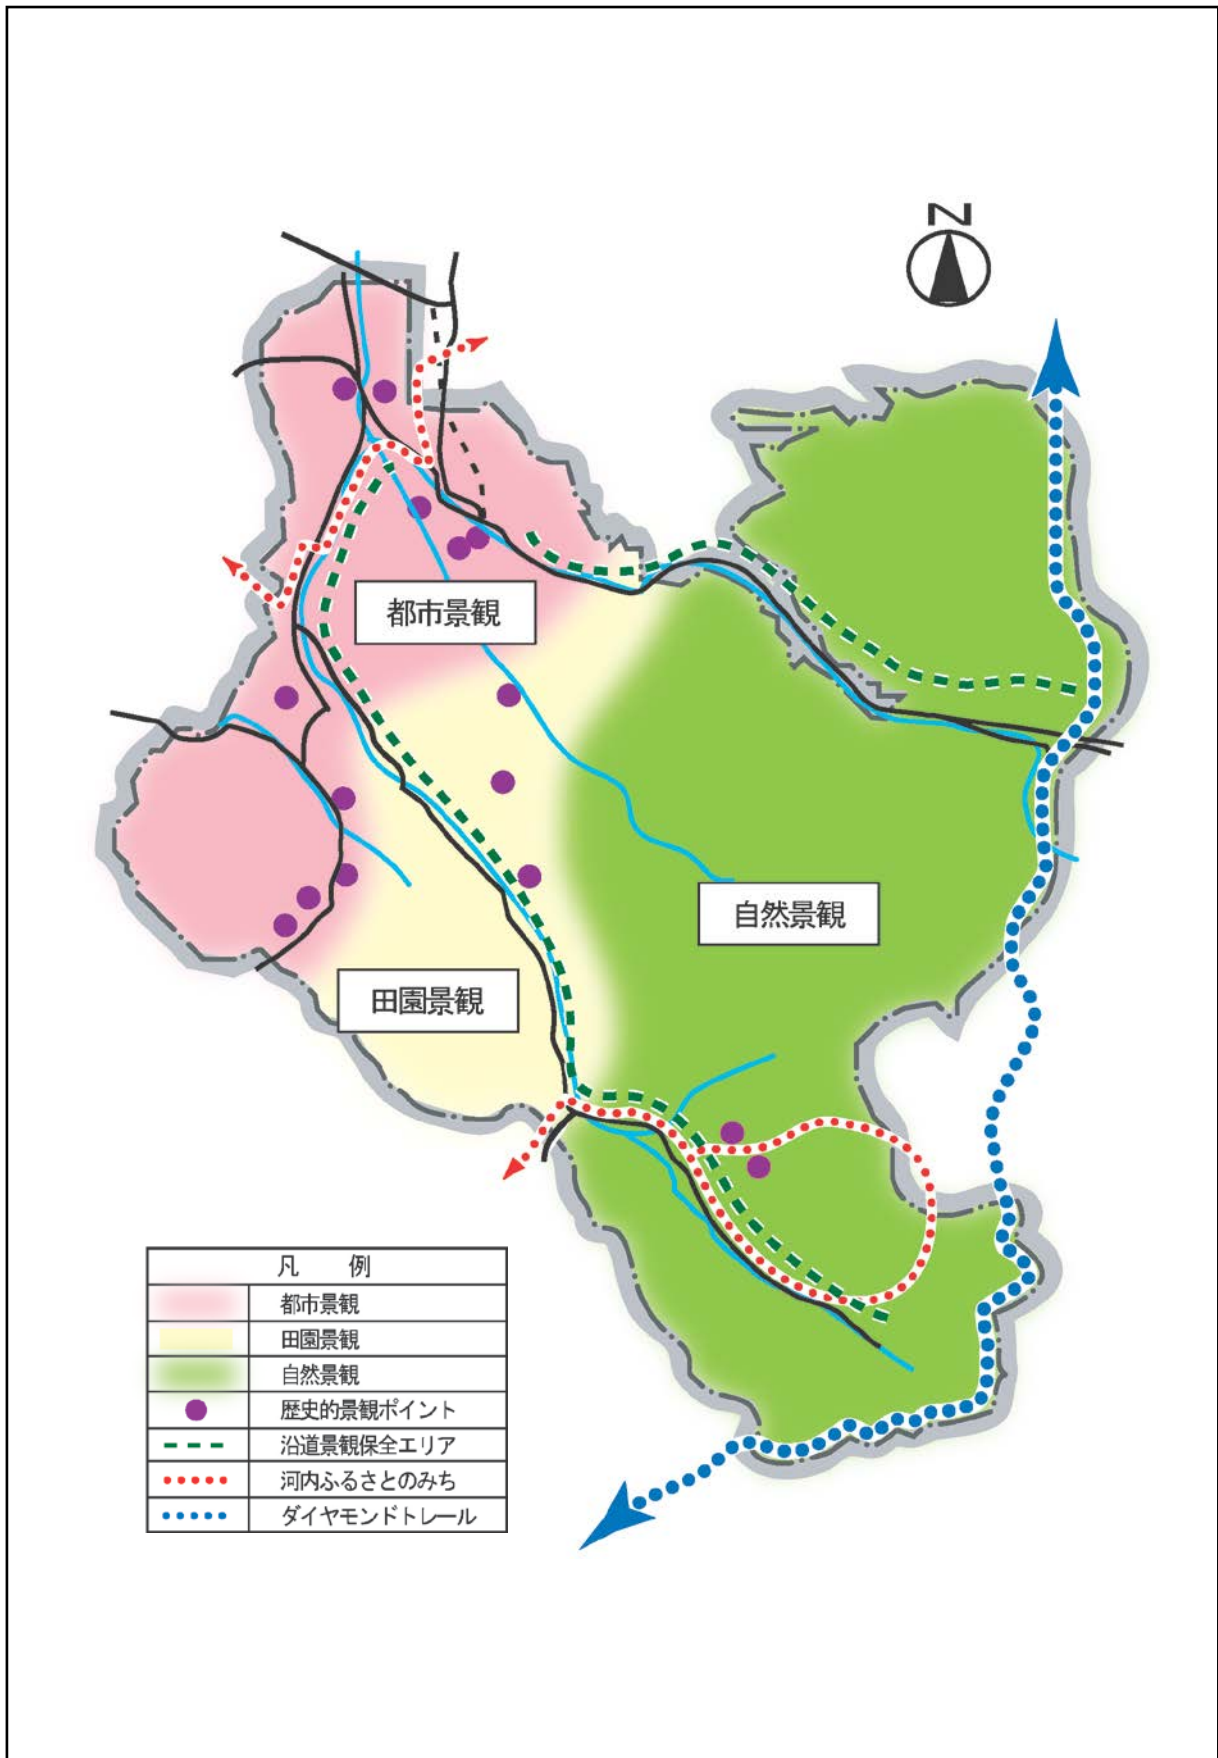 N
都市景観
自然景観
田園景観
凡 例
都市景観
田園景観
自然景観
歴史的景観ポイント
沿道景観保全エリア
河内ふるさとのみち
ダイヤモンドトレール